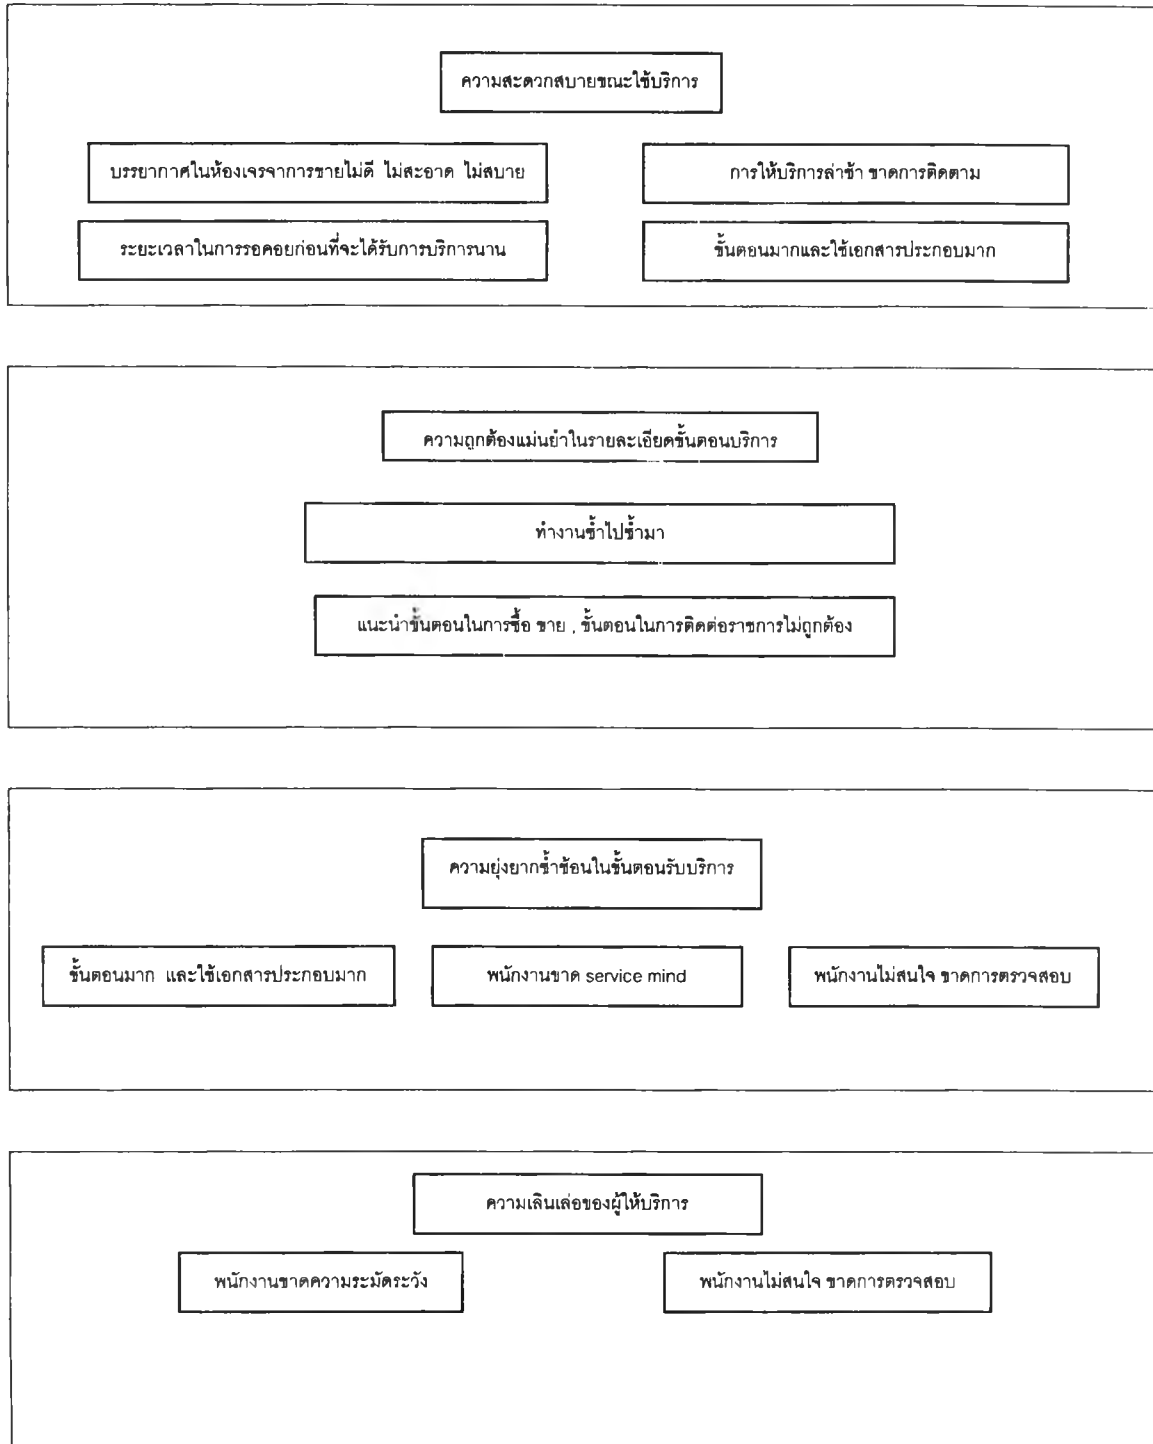 ความสะดวกสบายขณะใช้บริการ
บรรยากาศในห้องเจรจาการขายไม่ดี ไม่สะอาด ไม่สบาย
การให้บริการล่าช้า ขาดการติดตาม
ระยะเวลาในการรอคอยก่อนที่จะได้รับการบริการนาน
ขั้นตอนมากและใช้เอกสารประกอบมาก
ความถูกต้องแม่นยำในรายละเอียดขั้นตอนบริการ
ทำงานซ้ำไปซ้ำมา
แนะนำขั้นตอนในการซื้อ ขาย , ขั้นตอนในการติดต่อราชการไม่ถูกต้อง
ความยุ่งยากซ้ำซ้อนในขั้นตอนรับบริการ
ขั้นตอนมาก และใช้เอกสารประกอบมาก
พนักงานขาด service mind
พนักงานไม่สนใจ ขาดการตรวจสอบ
ความเลินเล่อของผู้ให้บริการ
พนักงานขาดความระมัดระวัง
พนักงานไม่สนใจ ขาดการตรวจสอบ